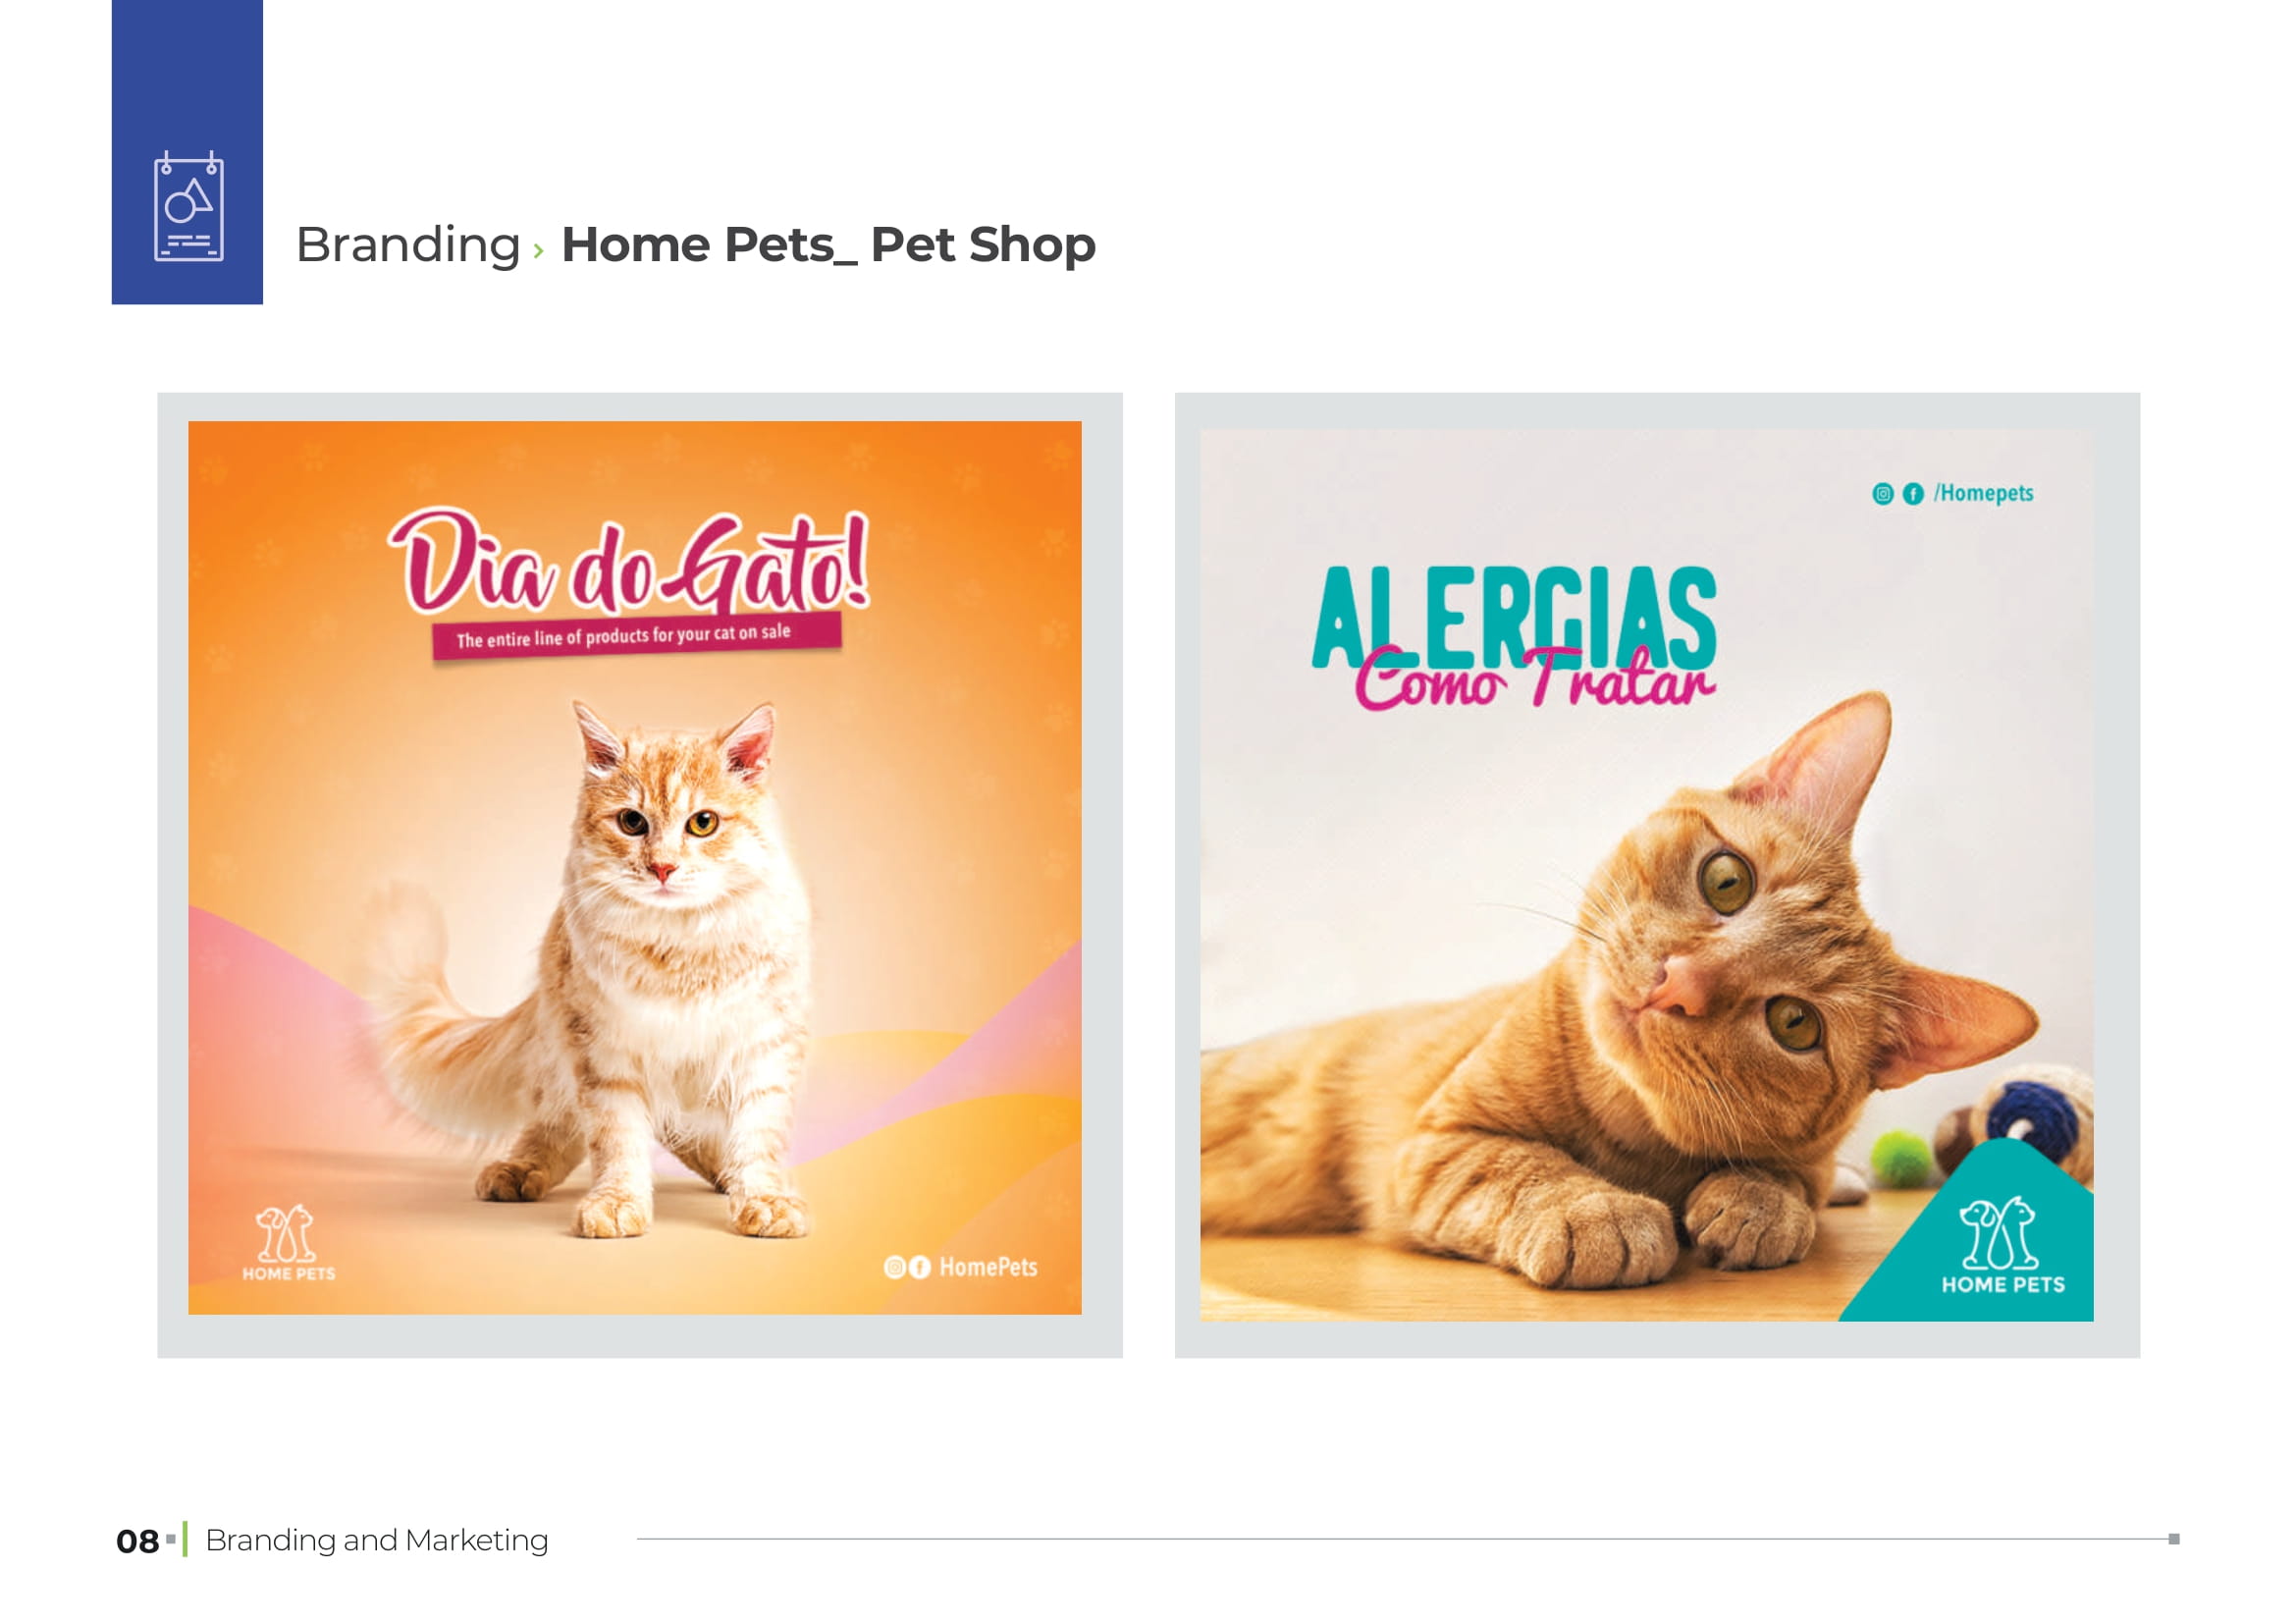 Branding › Home Pets_ Pet Shop
Dia do Gato!
The entire line of products for your cat on sale
HOME PETS
HomePets
/Homepets
ALERGIAS
Como Tratar
HOME PETS
08 Branding and Marketing